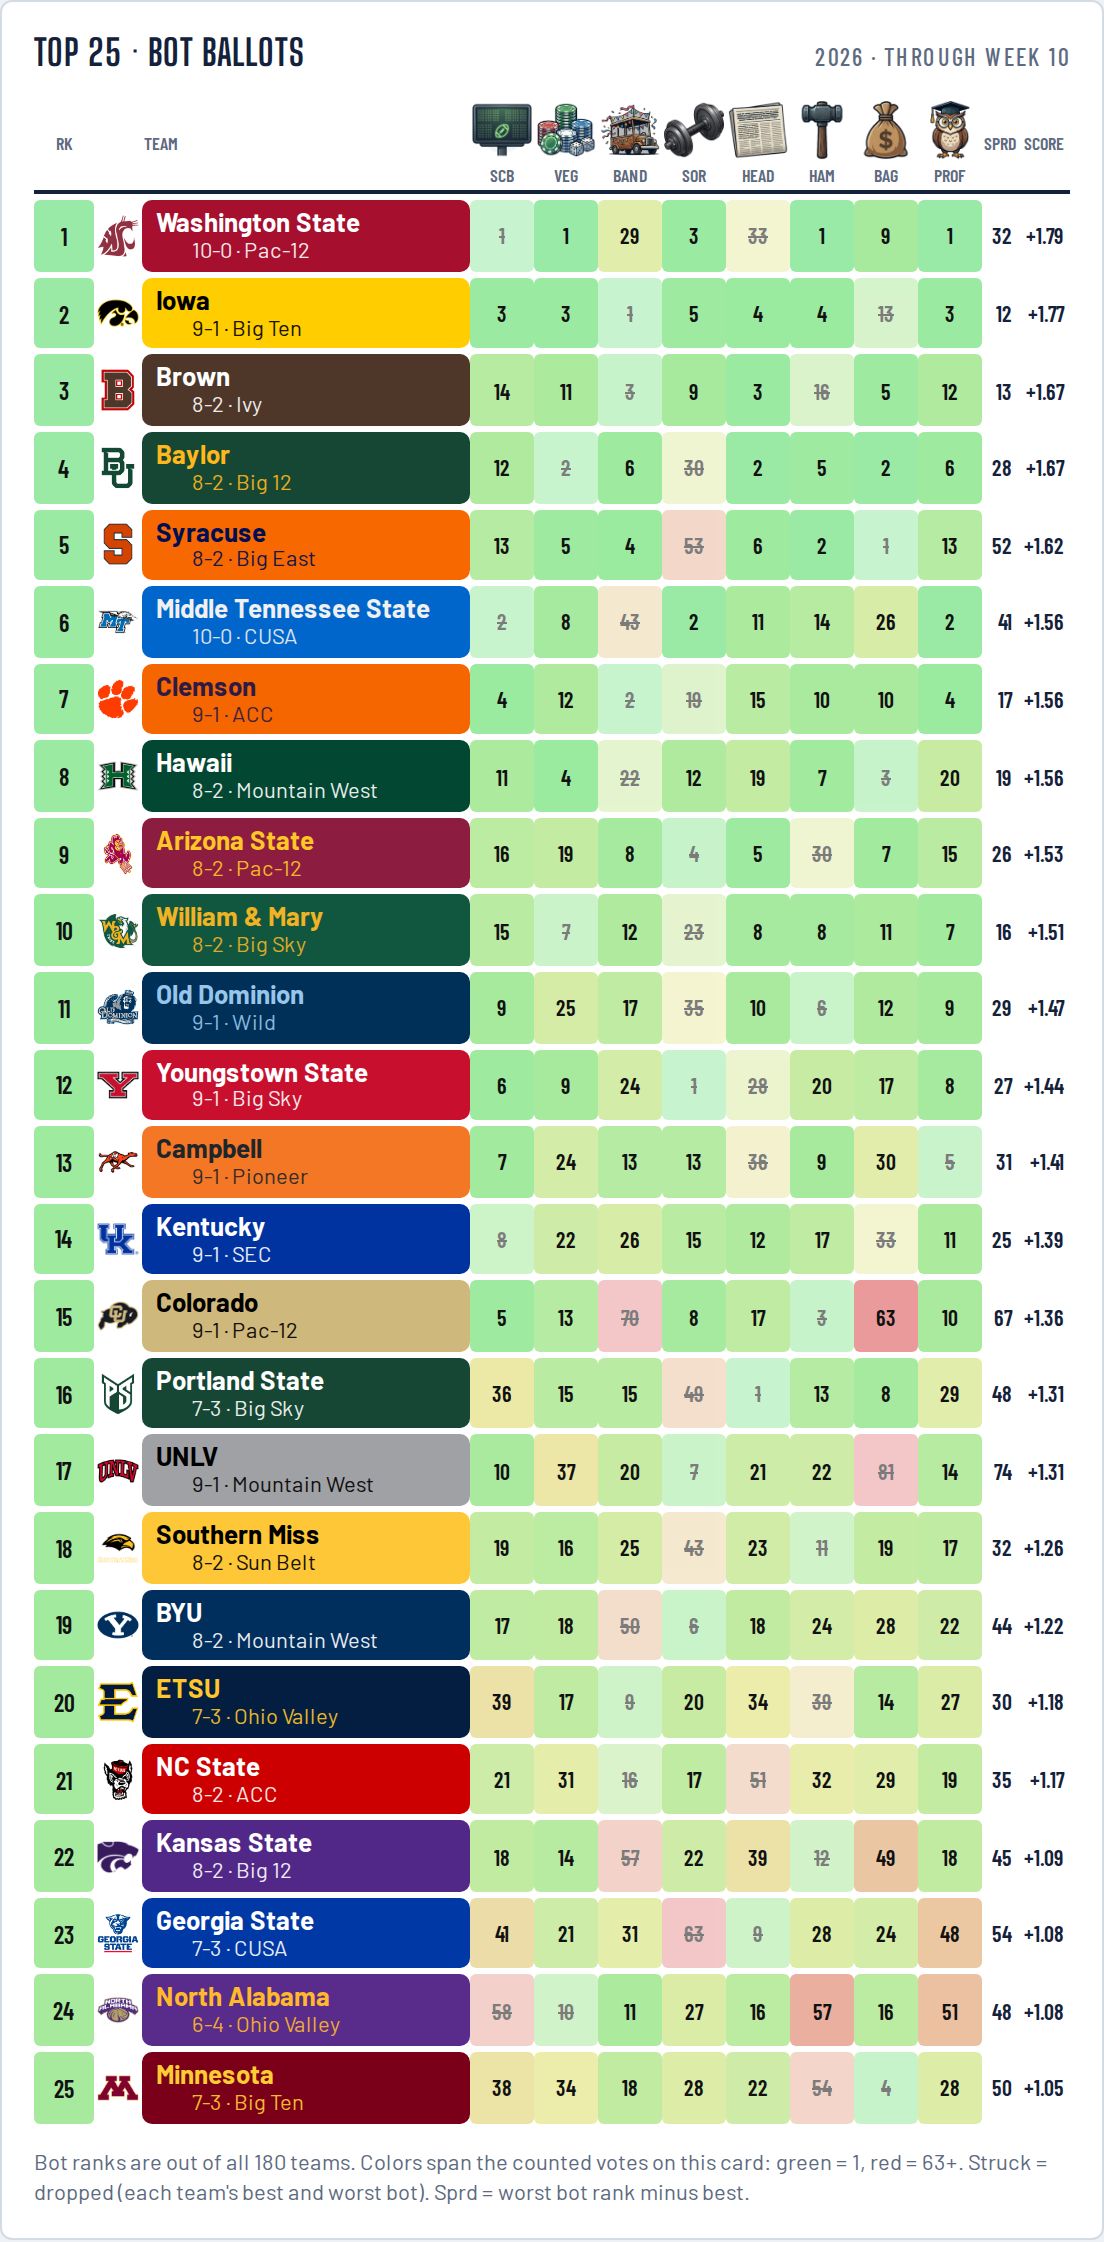 TOP 25 · BOT BALLOTS
2026 · THROUGH WEEK 10
RK TEAM SCB VEG BAND SOR HEAD HAM BAG PROF SPRD SCORE
1 Washington State 1 1 29 3 33 1 9 1 32 +1.79
10-0 · Pac-12
2 Iowa 3 3 1 5 4 4 13 3 12 +1.77
9-1 · Big Ten
3 Brown 14 11 3 9 3 16 5 12 13 +1.67
8-2 · Ivy
4 Baylor 12 2 6 30 2 5 2 6 28 +1.67
8-2 · Big 12
5 Syracuse 13 5 4 53 6 2 1 13 52 +1.62
8-2 · Big East
6 Middle Tennessee State 2 8 43 2 11 14 26 2 41 +1.56
10-0 · CUSA
7 Clemson 4 12 2 19 15 10 10 4 17 +1.56
9-1 · ACC
8 Hawaii 11 4 22 12 19 7 3 20 19 +1.56
8-2 · Mountain West
9 Arizona State 16 19 8 4 5 30 7 15 26 +1.53
8-2 · Pac-12
10 William & Mary 15 7 12 23 8 8 11 7 16 +1.51
8-2 · Big Sky
11 Old Dominion 9 25 17 35 10 6 12 9 29 +1.47
9-1 · Wild
12 Youngstown State 6 9 24 1 28 20 17 8 27 +1.44
9-1 · Big Sky
13 Campbell 7 24 13 13 36 9 30 5 31 +1.41
9-1 · Pioneer
14 Kentucky 8 22 26 15 12 17 33 11 25 +1.39
9-1 · SEC
15 Colorado 5 13 70 8 17 3 63 10 67 +1.36
9-1 · Pac-12
16 Portland State 36 15 15 49 1 13 8 29 48 +1.31
7-3 · Big Sky
17 UNLV 10 37 20 7 21 22 81 14 74 +1.31
9-1 · Mountain West
18 Southern Miss 19 16 25 43 23 11 19 17 32 +1.26
8-2 · Sun Belt
19 BYU 17 18 50 6 18 24 28 22 44 +1.22
8-2 · Mountain West
20 ETSU 39 17 9 20 34 39 14 27 30 +1.18
7-3 · Ohio Valley
21 NC State 21 31 16 17 51 32 29 19 35 +1.17
8-2 · ACC
22 Kansas State 18 14 57 22 39 12 49 18 45 +1.09
8-2 · Big 12
23 Georgia State 41 21 31 63 9 28 24 48 54 +1.08
7-3 · CUSA
24 North Alabama 58 10 11 27 16 57 16 51 48 +1.08
6-4 · Ohio Valley
25 Minnesota 38 34 18 28 22 54 4 28 50 +1.05
7-3 · Big Ten
Bot ranks are out of all 180 teams. Colors span the counted votes on this card: green = 1, red = 63+. Struck =
dropped (each team's best and worst bot). Sprd = worst bot rank minus best.